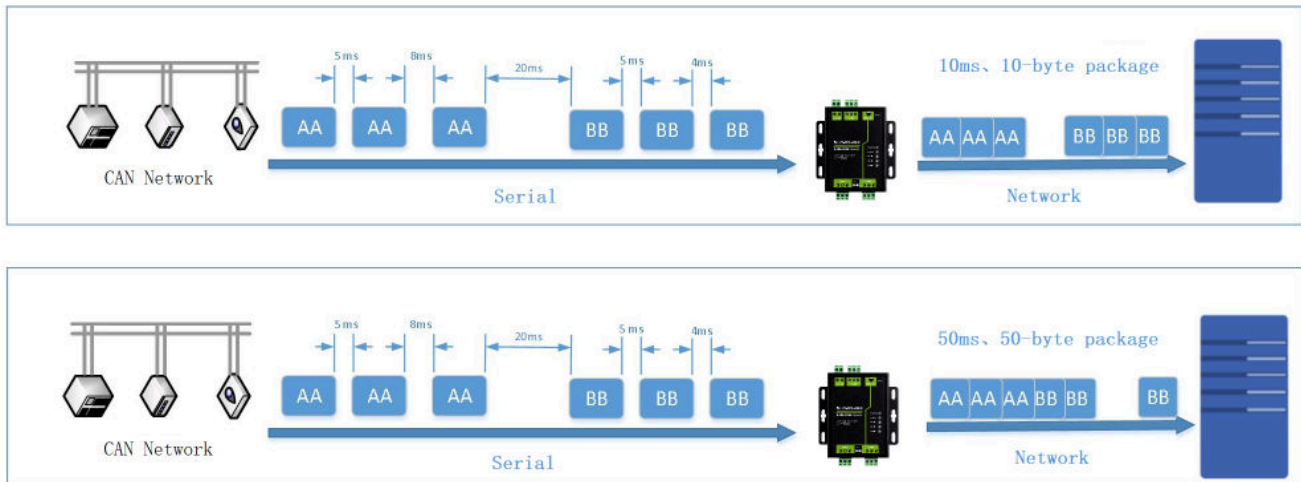 5ms 8ms 20ms 5ms 4ms
10ms、10-byte package
AA AA AA BB BB BB
AA AA AA BB BB BB
CAN Network
Serial
Network
5ms 8ms 20ms 5ms 4ms
50ms、50-byte package
AA AA AA BB BB BB
AA AA AA BB BB BB
CAN Network
Serial
Network